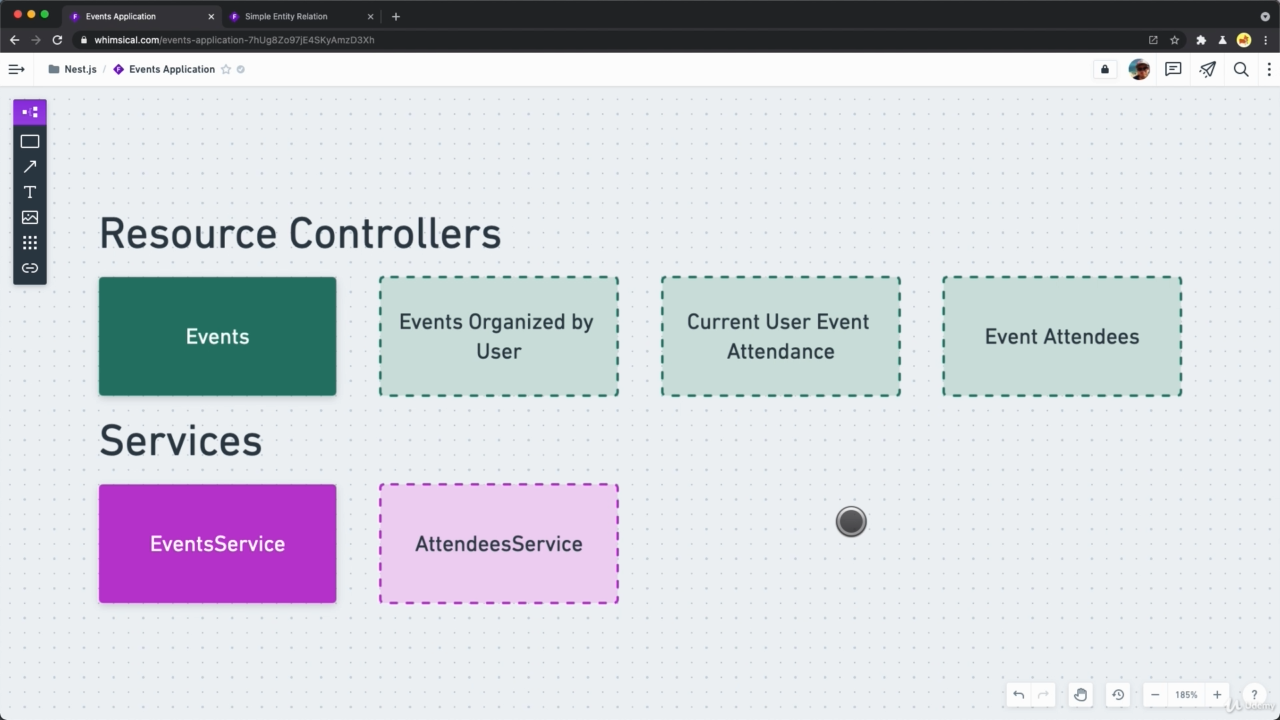 Events Application
Simple Entity Relation
whimsical.com/events-application-7hUg8Zo97jE4SKyAmzD3Xh
Nest.js / Events Application
Resource Controllers
Events
Events Organized by
User
Current User Event
Attendance
Event Attendees
Services
EventsService
AttendeesService
185%
?
Udemy